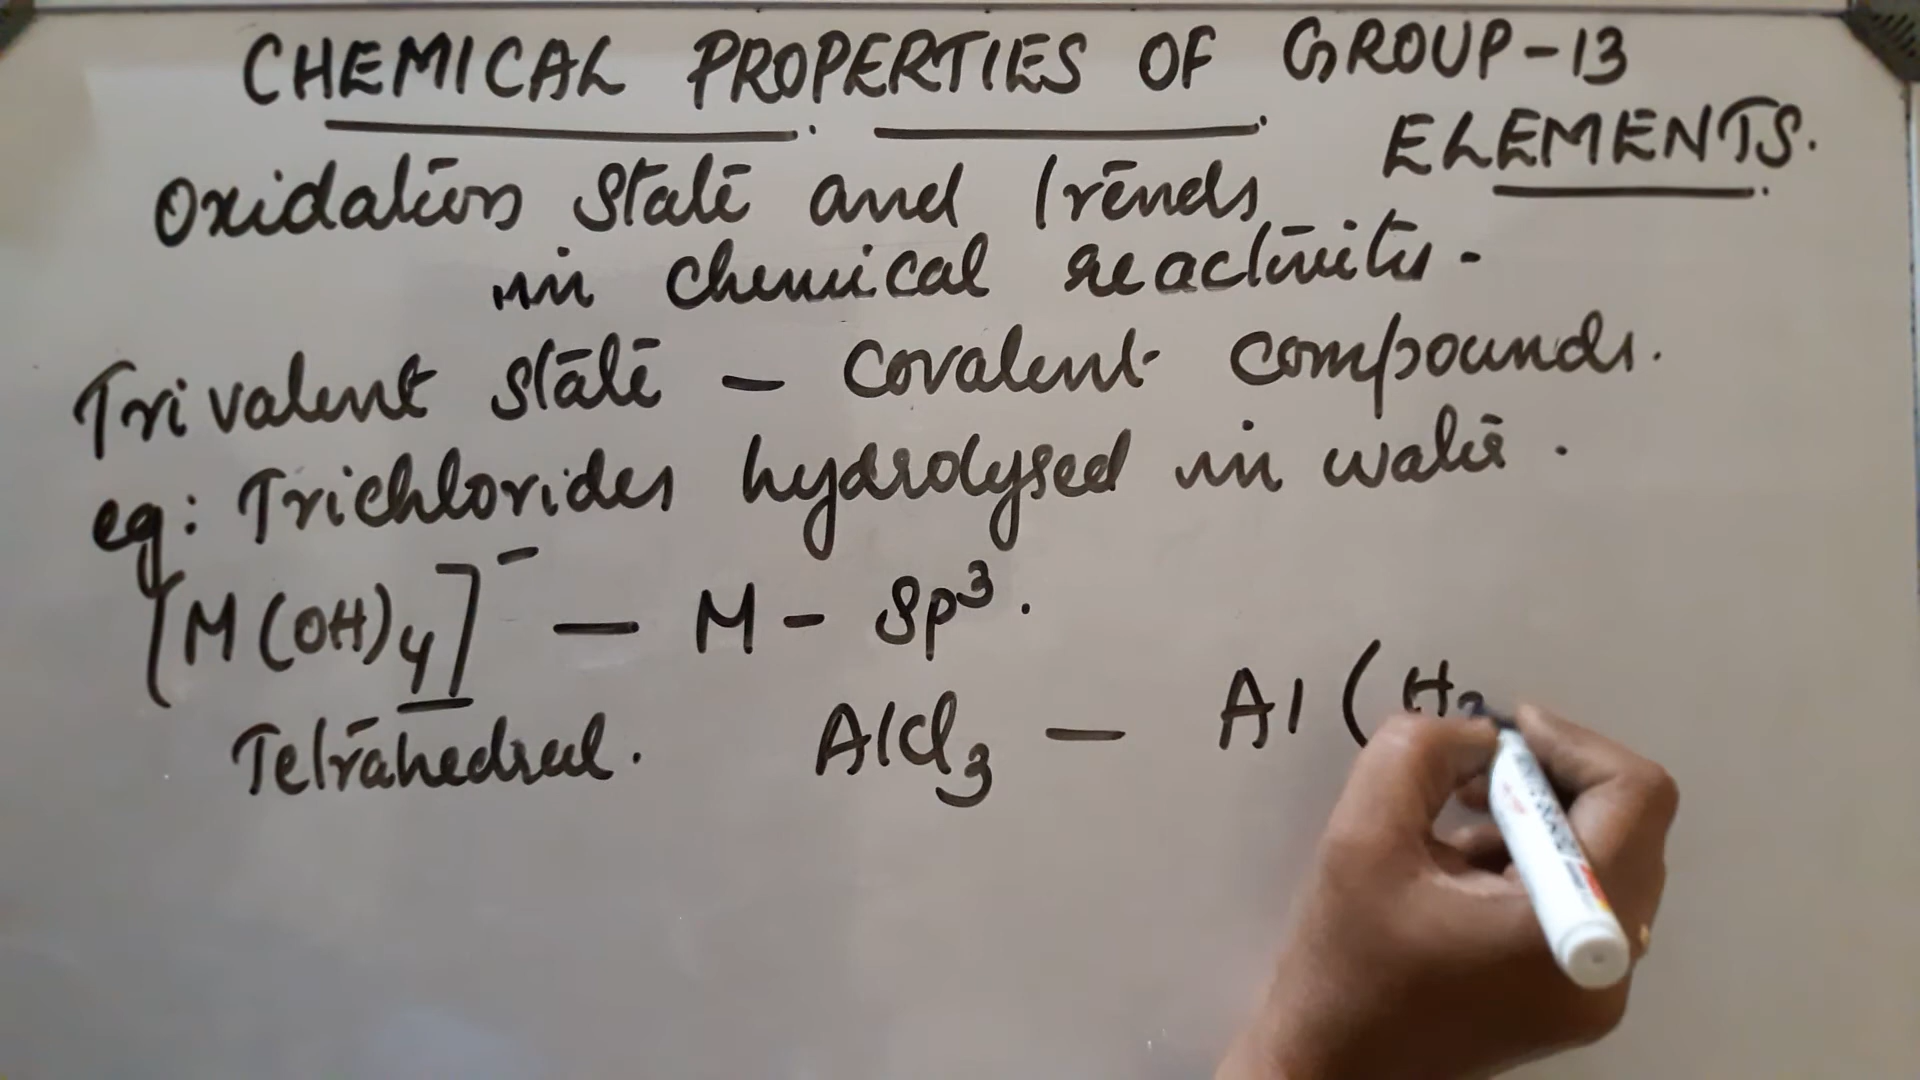 CHEMICAL PROPERTIES OF GROUP-13
ELEMENTS.
Oxidation State and Trends
in chemical reactivity-
Trivalent state - Covalent compounds.
eg: Trichlorides hydrolysed in water.
[M(OH)4]⁻ - M - Sp³.
Tetrahedral. AlCl3 - Al (H2